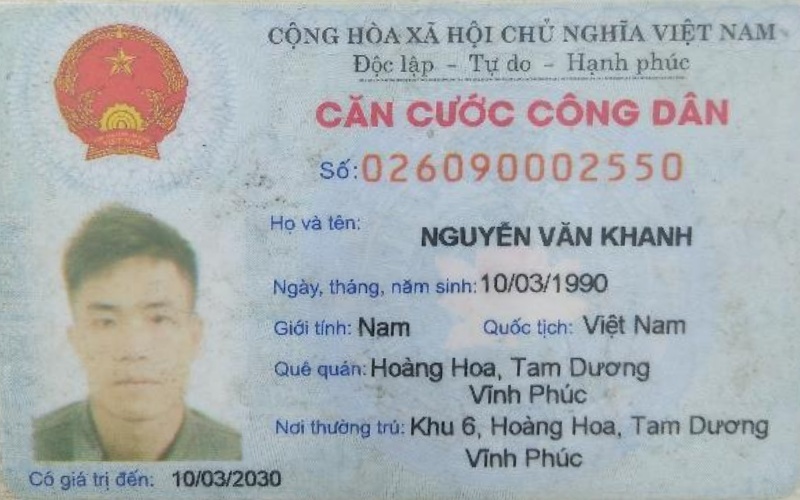 CỘNG HÒA XÃ HỘI CHỦ NGHĨA VIỆT NAM
Độc lập - Tự do - Hạnh phúc
CĂN CƯỚC CÔNG DÂN
Số: 026090002550
Họ và tên: NGUYỄN VĂN KHANH
Ngày, tháng, năm sinh: 10/03/1990
Giới tính: Nam Quốc tịch: Việt Nam
Quê quán: Hoàng Hoa, Tam Dương
Vĩnh Phúc
Nơi thường trú: Khu 6, Hoàng Hoa, Tam Dương
Vĩnh Phúc
Có giá trị đến: 10/03/2030